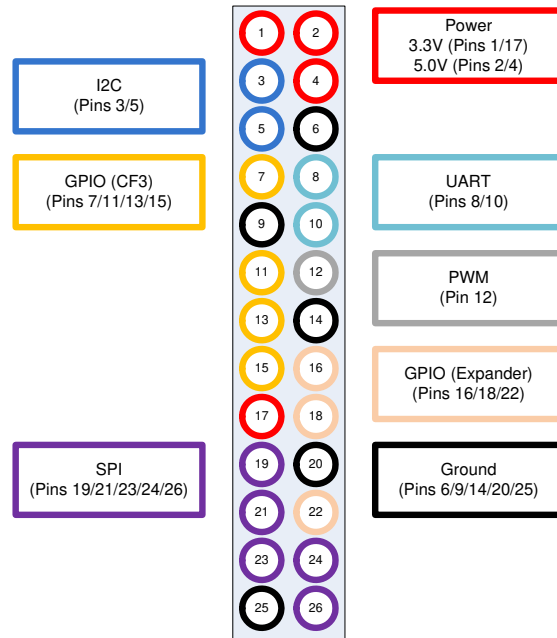 1 2
Power
3.3V (Pins 1/17)
5.0V (Pins 2/4)
I2C
(Pins 3/5)
3 4
5 6
GPIO (CF3)
(Pins 7/11/13/15)
7 8
UART
(Pins 8/10)
9 10
11 12
PWM
(Pin 12)
13 14
15 16
GPIO (Expander)
(Pins 16/18/22)
17 18
SPI
(Pins 19/21/23/24/26)
19 20
Ground
(Pins 6/9/14/20/25)
21 22
23 24
25 26